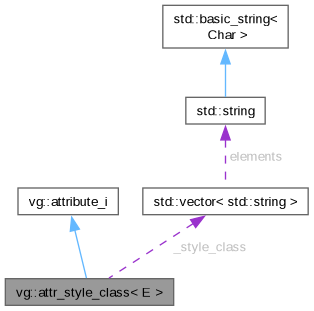 std::basic_string<
Char >
std::string
elements
vg::attribute_i
std::vector< std::string >
_style_class
vg::attr_style_class< E >